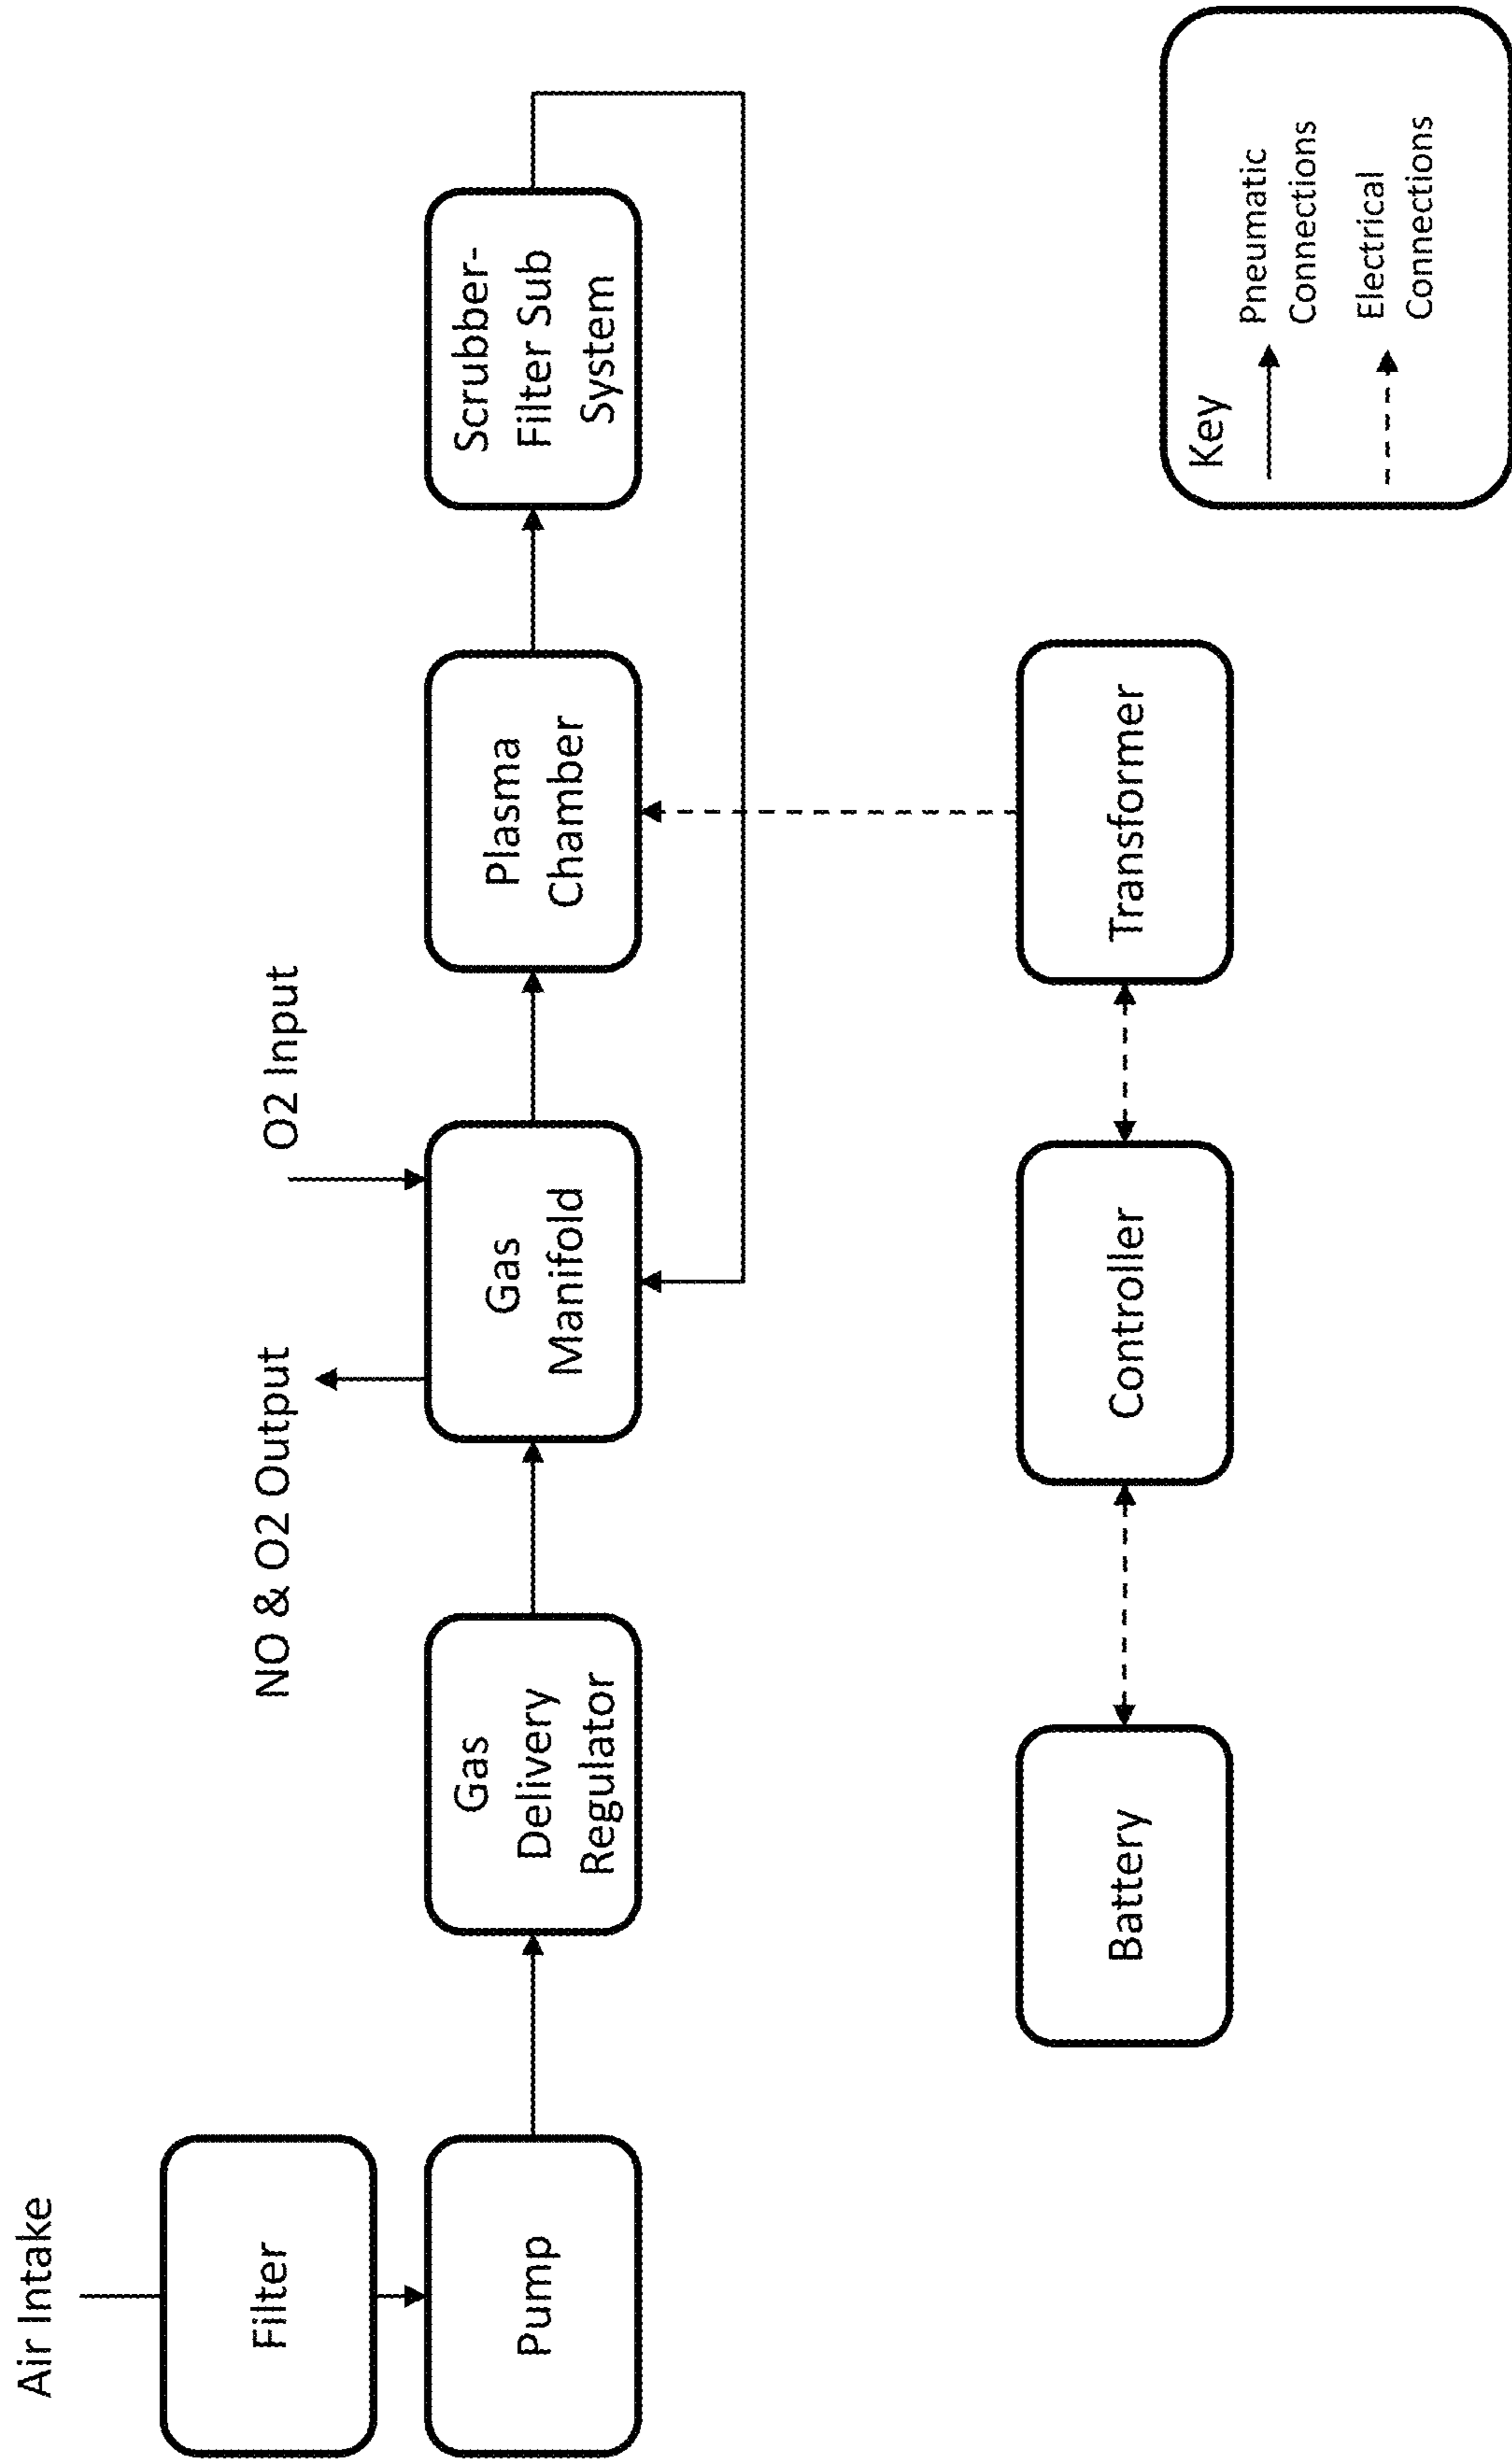 Air Intake
Filter
Pump
Gas
Delivery
Regulator
NO & O2 Output
O2 Input
Gas
Manifold
Plasma
Chamber
Scrubber-
Filter Sub
System
Battery
Controller
Transformer
Key
Pneumatic
Connections
Electrical
Connections